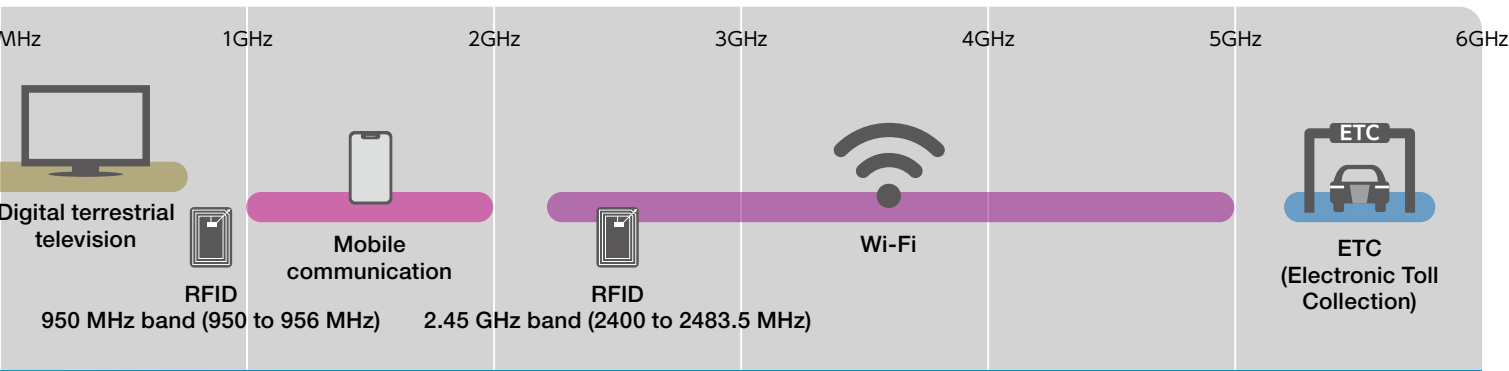 MHz 1GHz 2GHz 3GHz 4GHz 5GHz 6GHz
ETC
Digital terrestrial
television
Mobile
communication
Wi-Fi
ETC
(Electronic Toll
Collection)
RFID
950 MHz band (950 to 956 MHz)
RFID
2.45 GHz band (2400 to 2483.5 MHz)